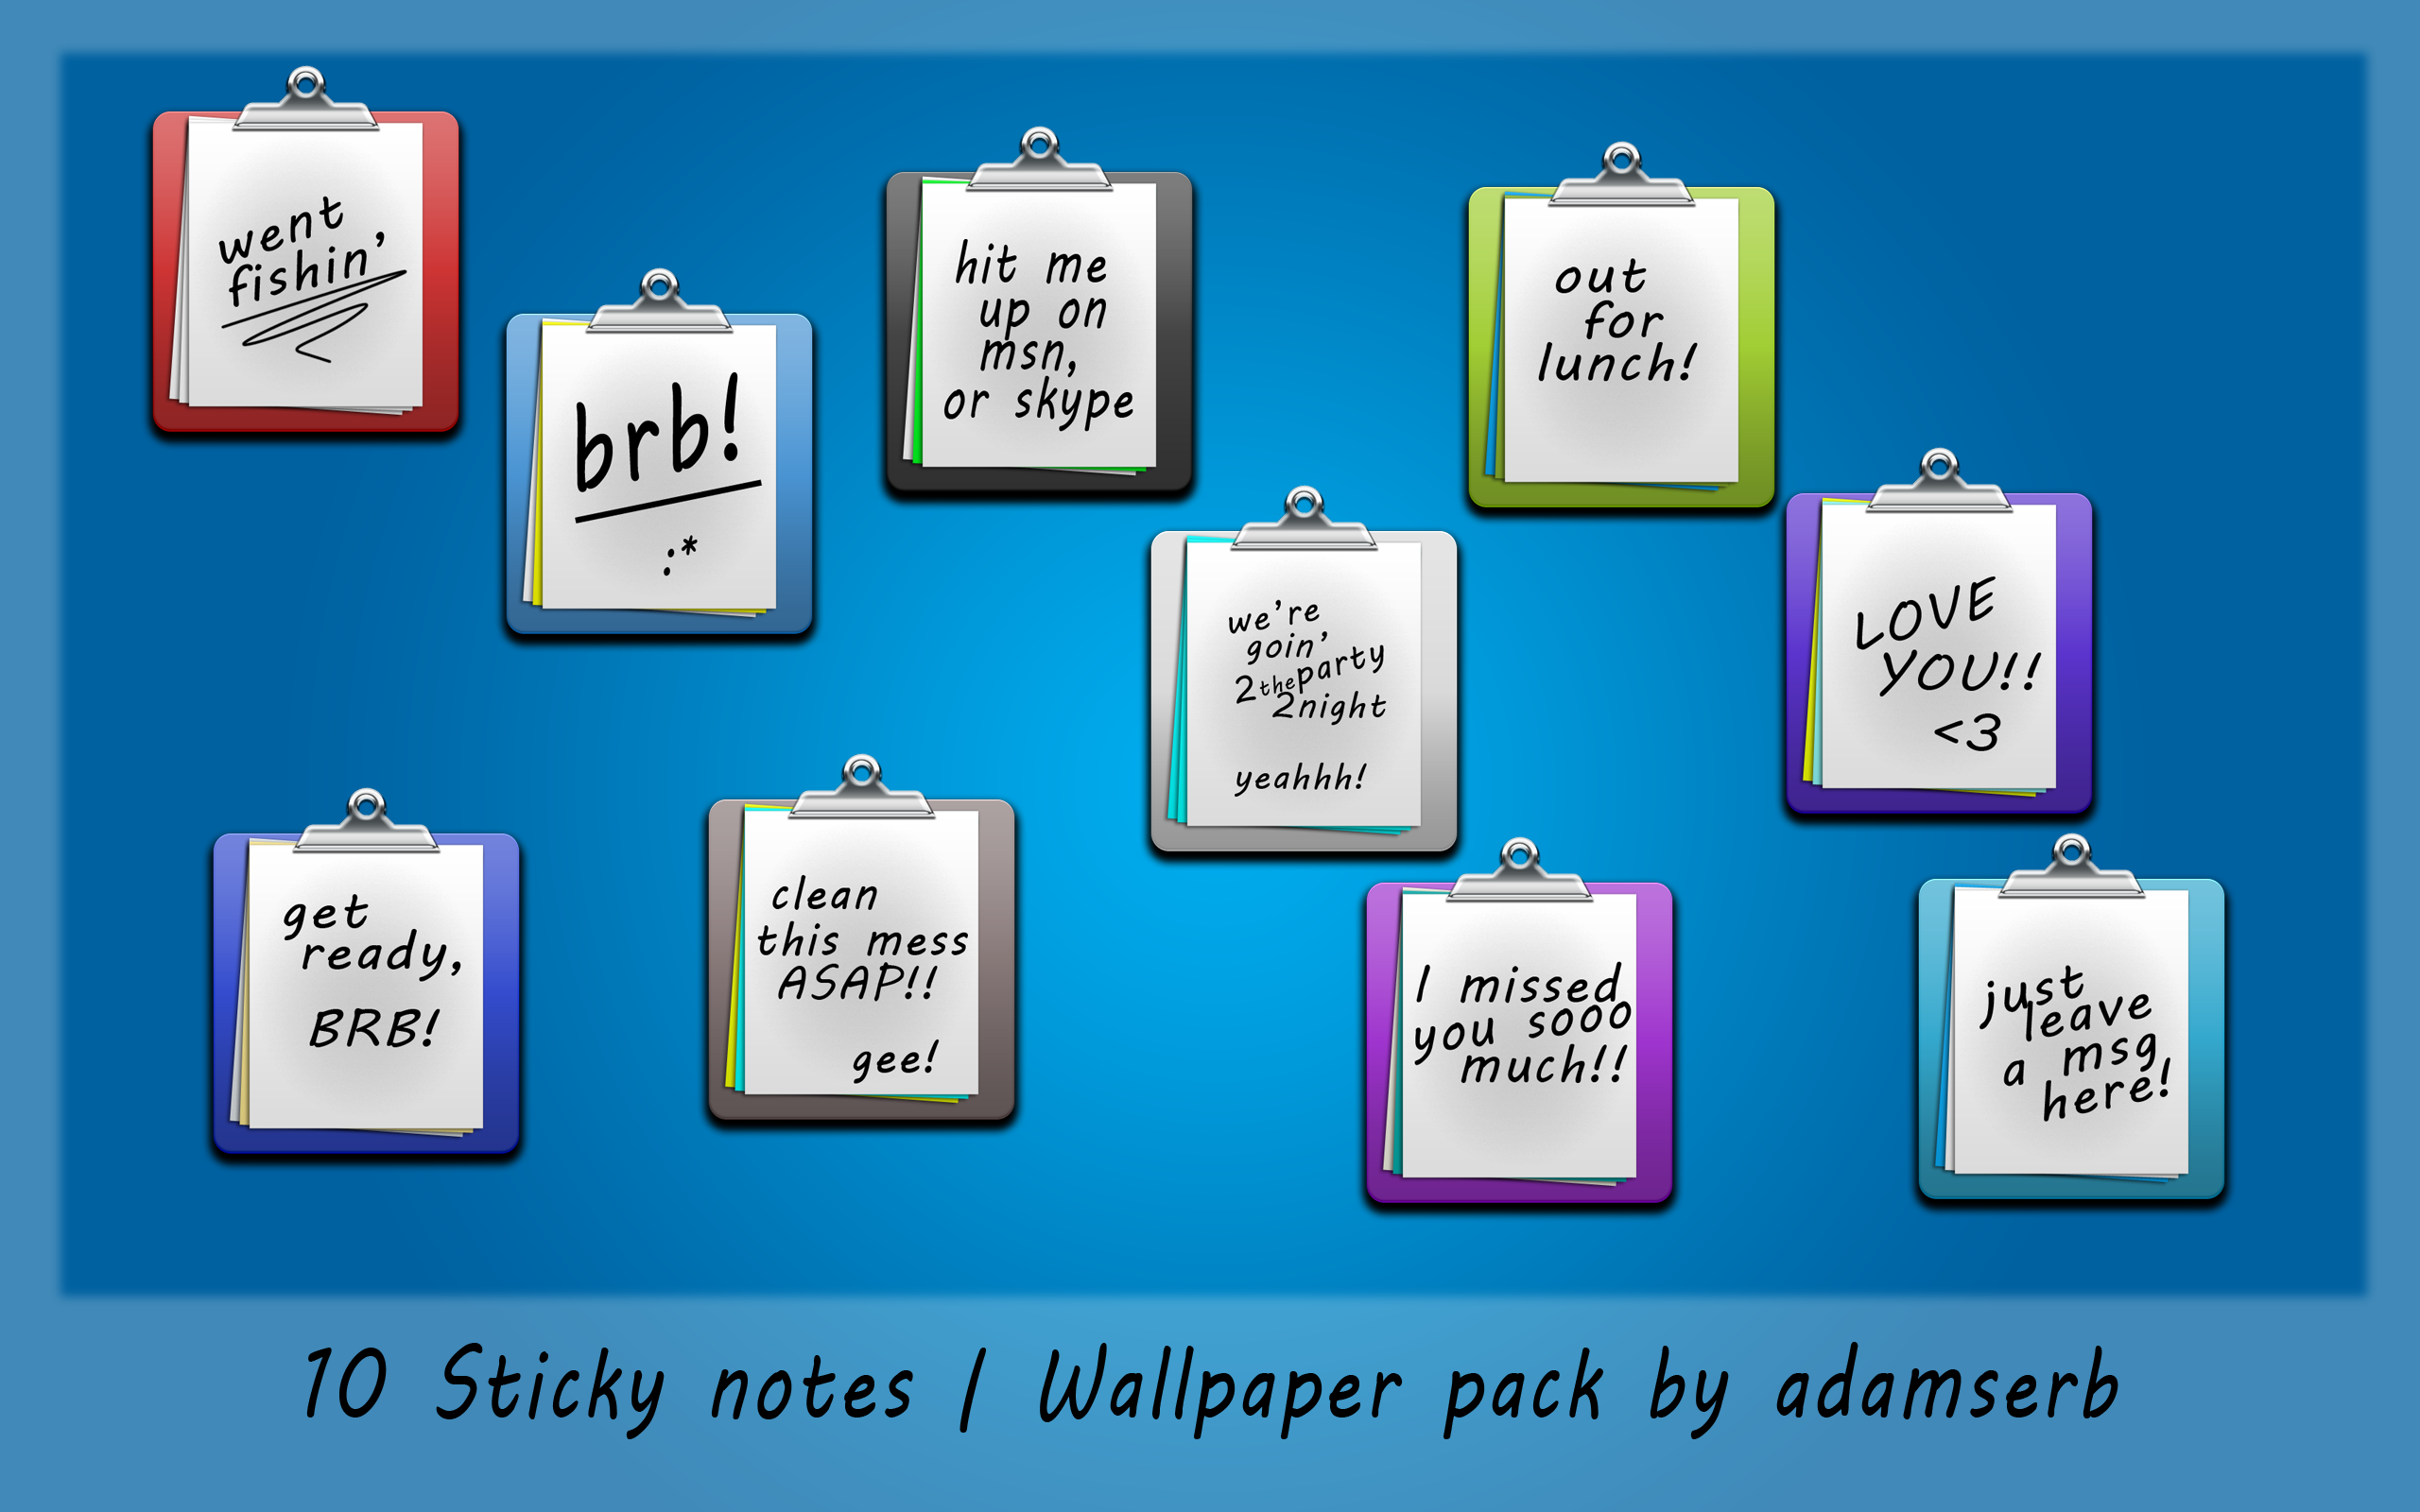 went
fishin’
brb!
:*
hit me
up on
msn,
or skype
out
for
lunch!
we’re
goin’
2 the party
2night
yeahhh!
LOVE
YOU!!
<3
get
ready,
BRB!
clean
this mess
ASAP!!
gee!
I missed
you sooo
much!!
just
leave
a msg
here!
10 Sticky notes | Wallpaper pack by adamserb